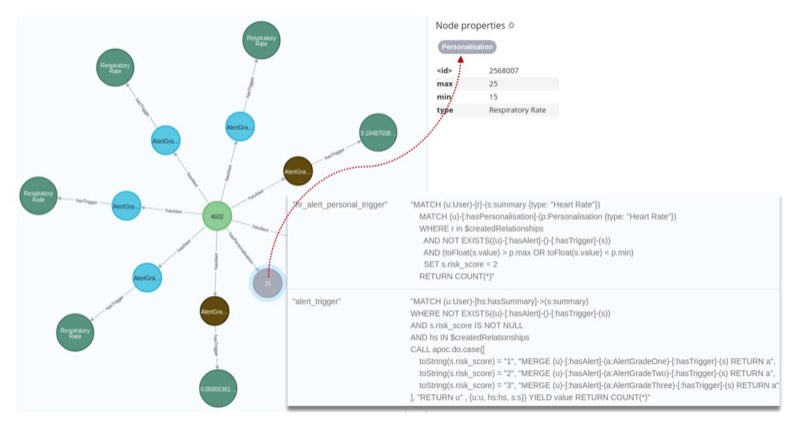 Node properties
Personalisation
<id> 2568007
max 25
min 15
type Respiratory Rate
Respiratory
Rate
Respiratory
Rate
AlertGra...
AlertGra...
9.18487508...
AlertGra...
Respiratory
Rate
AlertGra...
4602
AlertGra...
15
AlertGra...
Respiratory
Rate
hasTrigger
hasTrigger
hasTrigger
hasTrigger
hasTrigger
hasTrigger
hasAlert
hasAlert
hasAlert
hasAlert
hasAlert
hasAlert
hasPersonalisation
"hr_alert_personal_trigger" "MATCH (u:User)-[r]-(s:summary {type: "Heart Rate"})
MATCH (u)-[:hasPersonalisation]-(p:Personalisation {type: "Heart Rate"})
WHERE r in $createdRelationships
AND NOT EXISTS((u)-[:hasAlert]-()-[:hasTrigger]-(s))
AND (toFloat(s.value) > p.max OR toFloat(s.value) < p.min)
SET s.risk_score = 2
RETURN COUNT(*)"
"alert_trigger" "MATCH (u:User)-[hs:hasSummary]->(s:summary)
WHERE NOT EXISTS((u)-[:hasAlert]-()-[:hasTrigger]-(s))
AND s.risk_score IS NOT NULL
AND hs IN $createdRelationships
CALL apoc.do.case([
toString(s.risk_score) = "1", "MERGE (u)-[:hasAlert]-(a:AlertGradeOne)-[:hasTrigger]-(s) RETURN a",
toString(s.risk_score) = "2", "MERGE (u)-[:hasAlert]-(a:AlertGradeTwo)-[:hasTrigger]-(s) RETURN a",
toString(s.risk_score) = "3", "MERGE (u)-[:hasAlert]-(a:AlertGradeThree)-[:hasTrigger]-(s) RETURN a"
], "RETURN u" , {u:u, hs:hs, s:s}) YIELD value RETURN COUNT(*)"